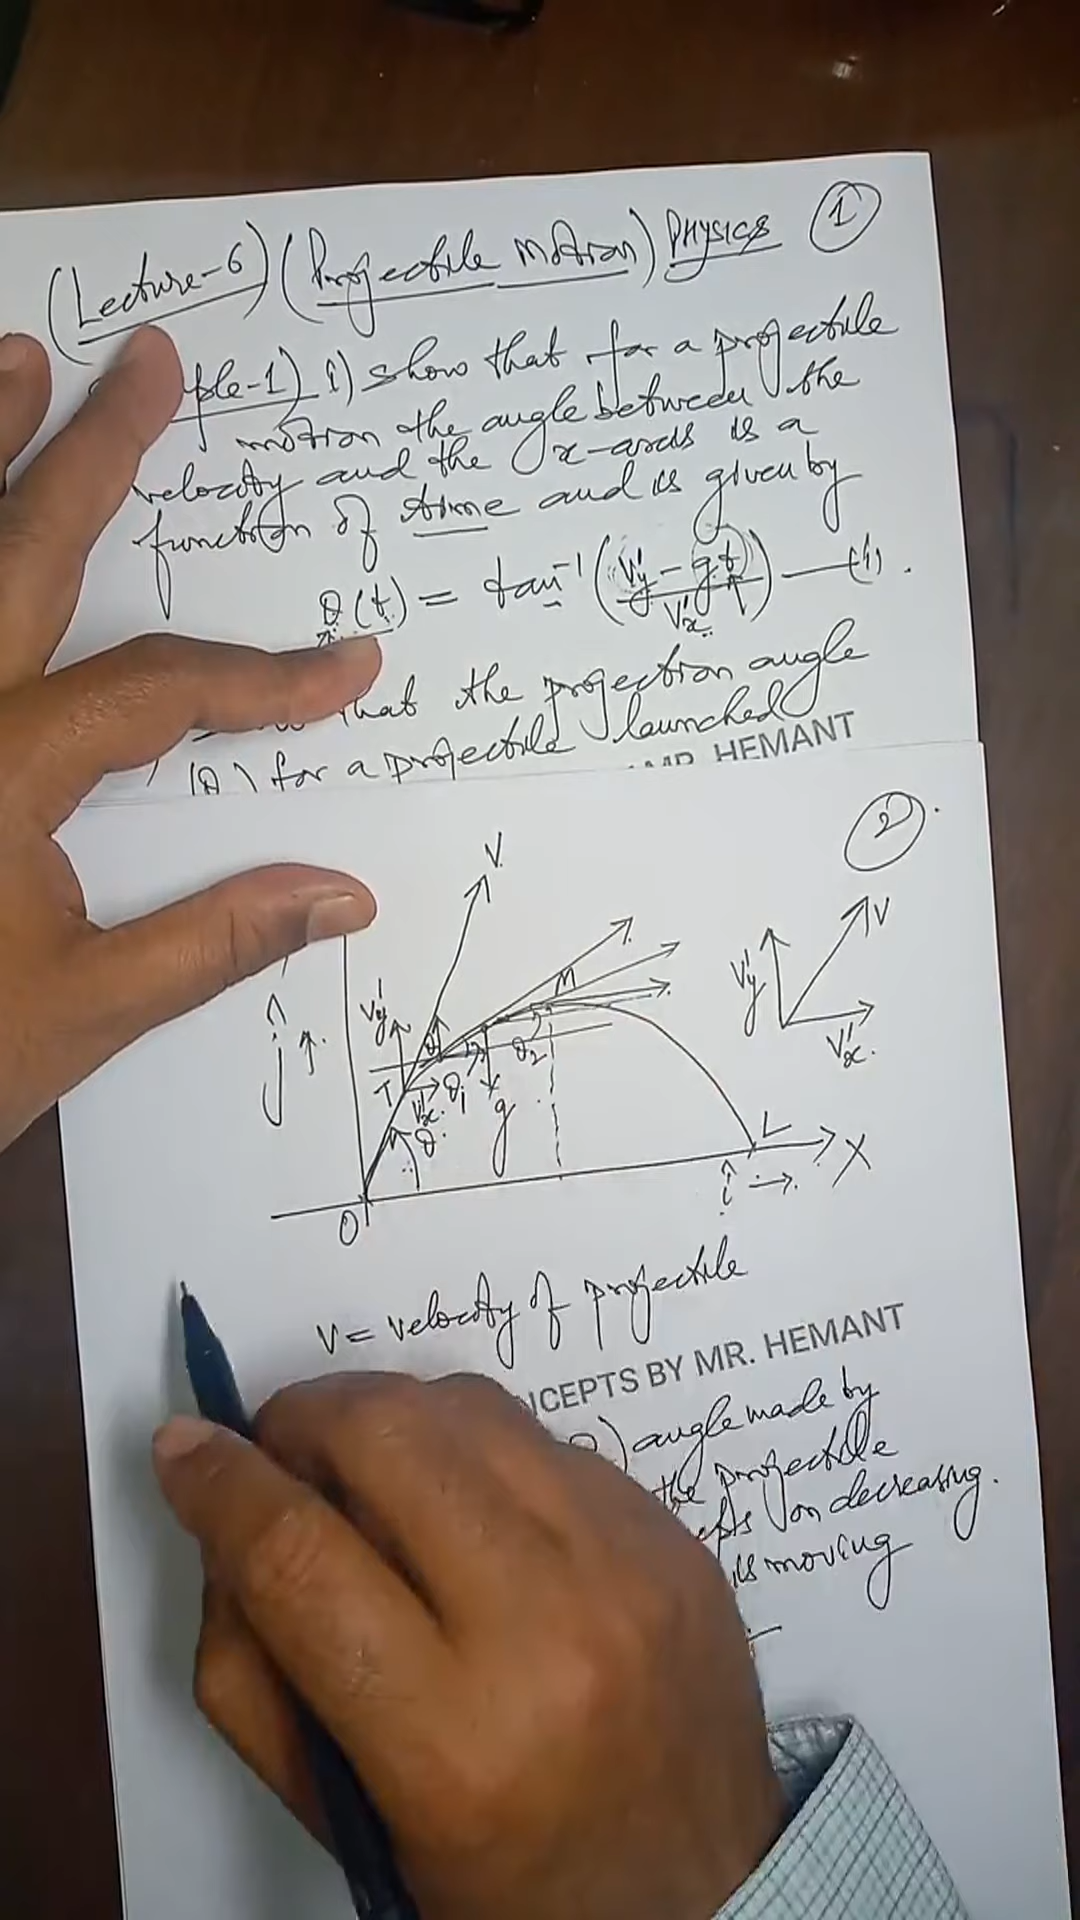 (Lecture-6) (Projectile motion) PHYSICS 1
ple-1) i) show that for a projectile
motion the angle between the
velocity and the x-axis is a
function of time and is given by
θ(t) = tan⁻¹ (v'y - gt / v'x) —(i).
that the projection angle
(θ) for a projectile launched
MR. HEMANT
2
V
V
M
v'y
v'y
v'x.
ĵ
T
v'x.
θ1
θ2
g
θ.
L
X
î
O
V = velocity of projectile
NCEPTS BY MR. HEMANT
) angle made by
the projectile
on decreasing.
is moving